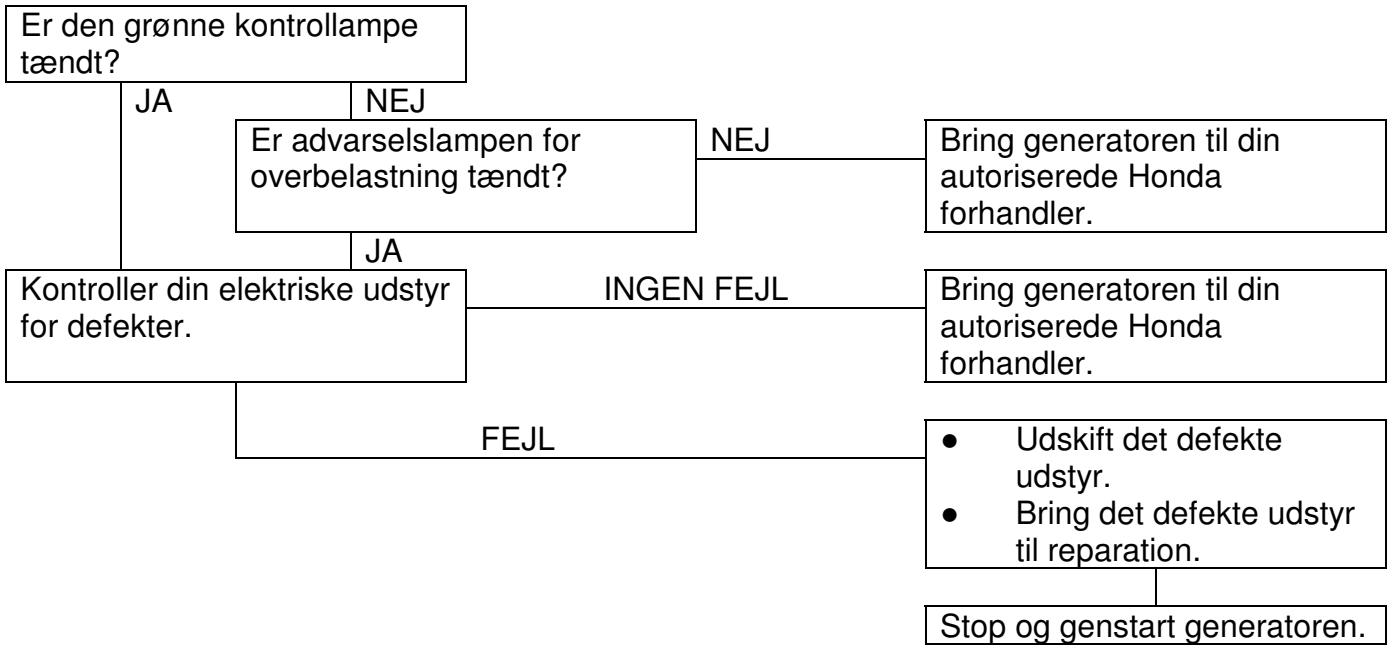 Er den grønne kontrollampe
tændt?
JA
NEJ
Er advarselslampen for
overbelastning tændt?
NEJ
Bring generatoren til din
autoriserede Honda
forhandler.
JA
Kontroller din elektriske udstyr
for defekter.
INGEN FEJL
Bring generatoren til din
autoriserede Honda
forhandler.
FEJL
● Udskift det defekte
udstyr.
● Bring det defekte udstyr
til reparation.
Stop og genstart generatoren.